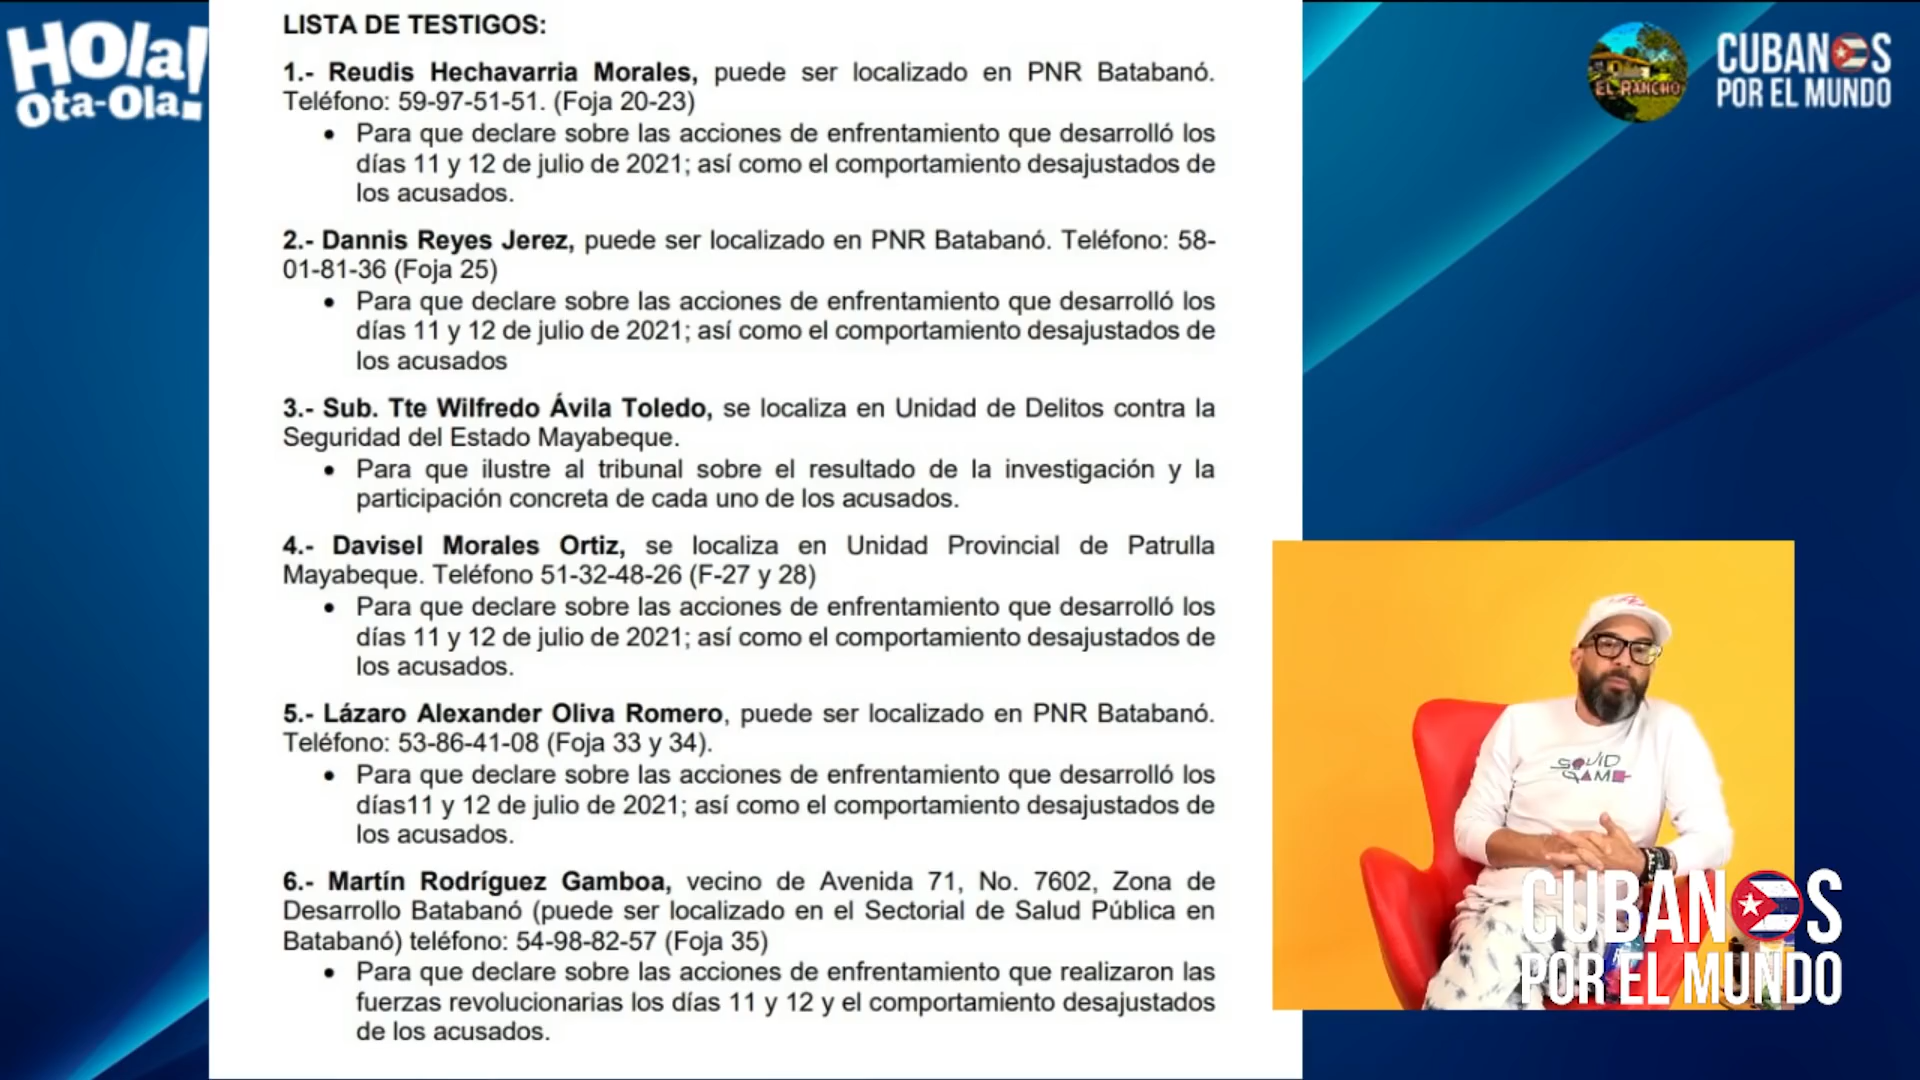 HOla!
Ota-Ola!
LISTA DE TESTIGOS:
1.- Reudis Hechavarria Morales, puede ser localizado en PNR Batabanó.
Teléfono: 59-97-51-51. (Foja 20-23)
• Para que declare sobre las acciones de enfrentamiento que desarrolló los
días 11 y 12 de julio de 2021; así como el comportamiento desajustados de
los acusados.
2.- Dannis Reyes Jerez, puede ser localizado en PNR Batabanó. Teléfono: 58-
01-81-36 (Foja 25)
• Para que declare sobre las acciones de enfrentamiento que desarrolló los
días 11 y 12 de julio de 2021; así como el comportamiento desajustados de
los acusados
3.- Sub. Tte Wilfredo Ávila Toledo, se localiza en Unidad de Delitos contra la
Seguridad del Estado Mayabeque.
• Para que ilustre al tribunal sobre el resultado de la investigación y la
participación concreta de cada uno de los acusados.
4.- Davisel Morales Ortiz, se localiza en Unidad Provincial de Patrulla
Mayabeque. Teléfono 51-32-48-26 (F-27 y 28)
• Para que declare sobre las acciones de enfrentamiento que desarrolló los
días 11 y 12 de julio de 2021; así como el comportamiento desajustados de
los acusados.
5.- Lázaro Alexander Oliva Romero, puede ser localizado en PNR Batabanó.
Teléfono: 53-86-41-08 (Foja 33 y 34).
• Para que declare sobre las acciones de enfrentamiento que desarrolló los
días11 y 12 de julio de 2021; así como el comportamiento desajustados de
los acusados.
6.- Martín Rodríguez Gamboa, vecino de Avenida 71, No. 7602, Zona de
Desarrollo Batabanó (puede ser localizado en el Sectorial de Salud Pública en
Batabanó) teléfono: 54-98-82-57 (Foja 35)
• Para que declare sobre las acciones de enfrentamiento que realizaron las
fuerzas revolucionarias los días 11 y 12 y el comportamiento desajustados
de los acusados.
EL RANCHO
CUBANOS
POR EL MUNDO
SQUID
GAME
CUBANOS
POR EL MUNDO